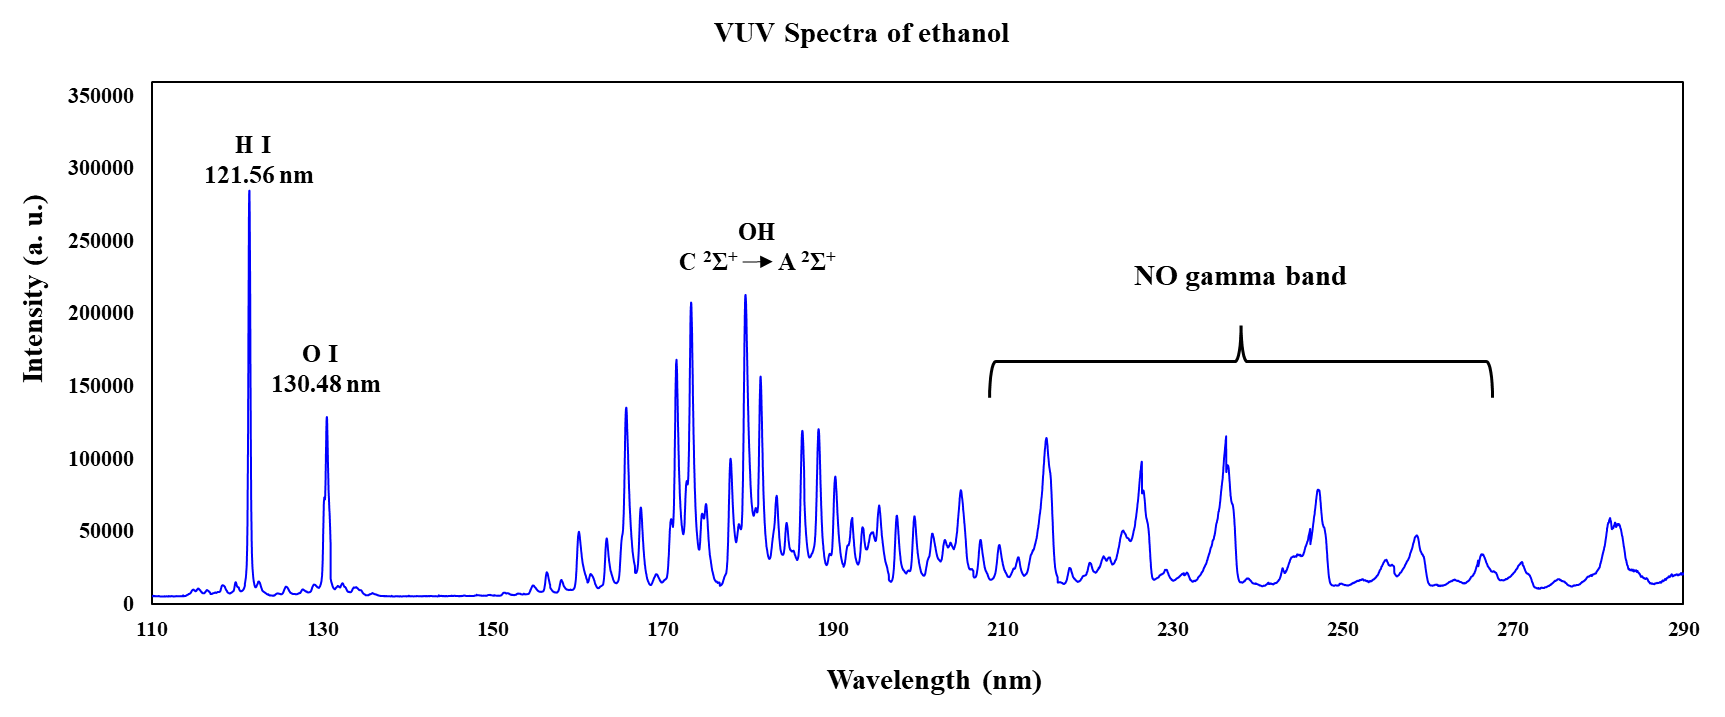 VUV Spectra of ethanol
350000
300000
250000
200000
150000
100000
50000
0
Intensity (a. u.)
H I
121.56 nm
O I
130.48 nm
OH
C ²Σ⁺ → A ²Σ⁺
NO gamma band
110 130 150 170 190 210 230 250 270 290
Wavelength (nm)